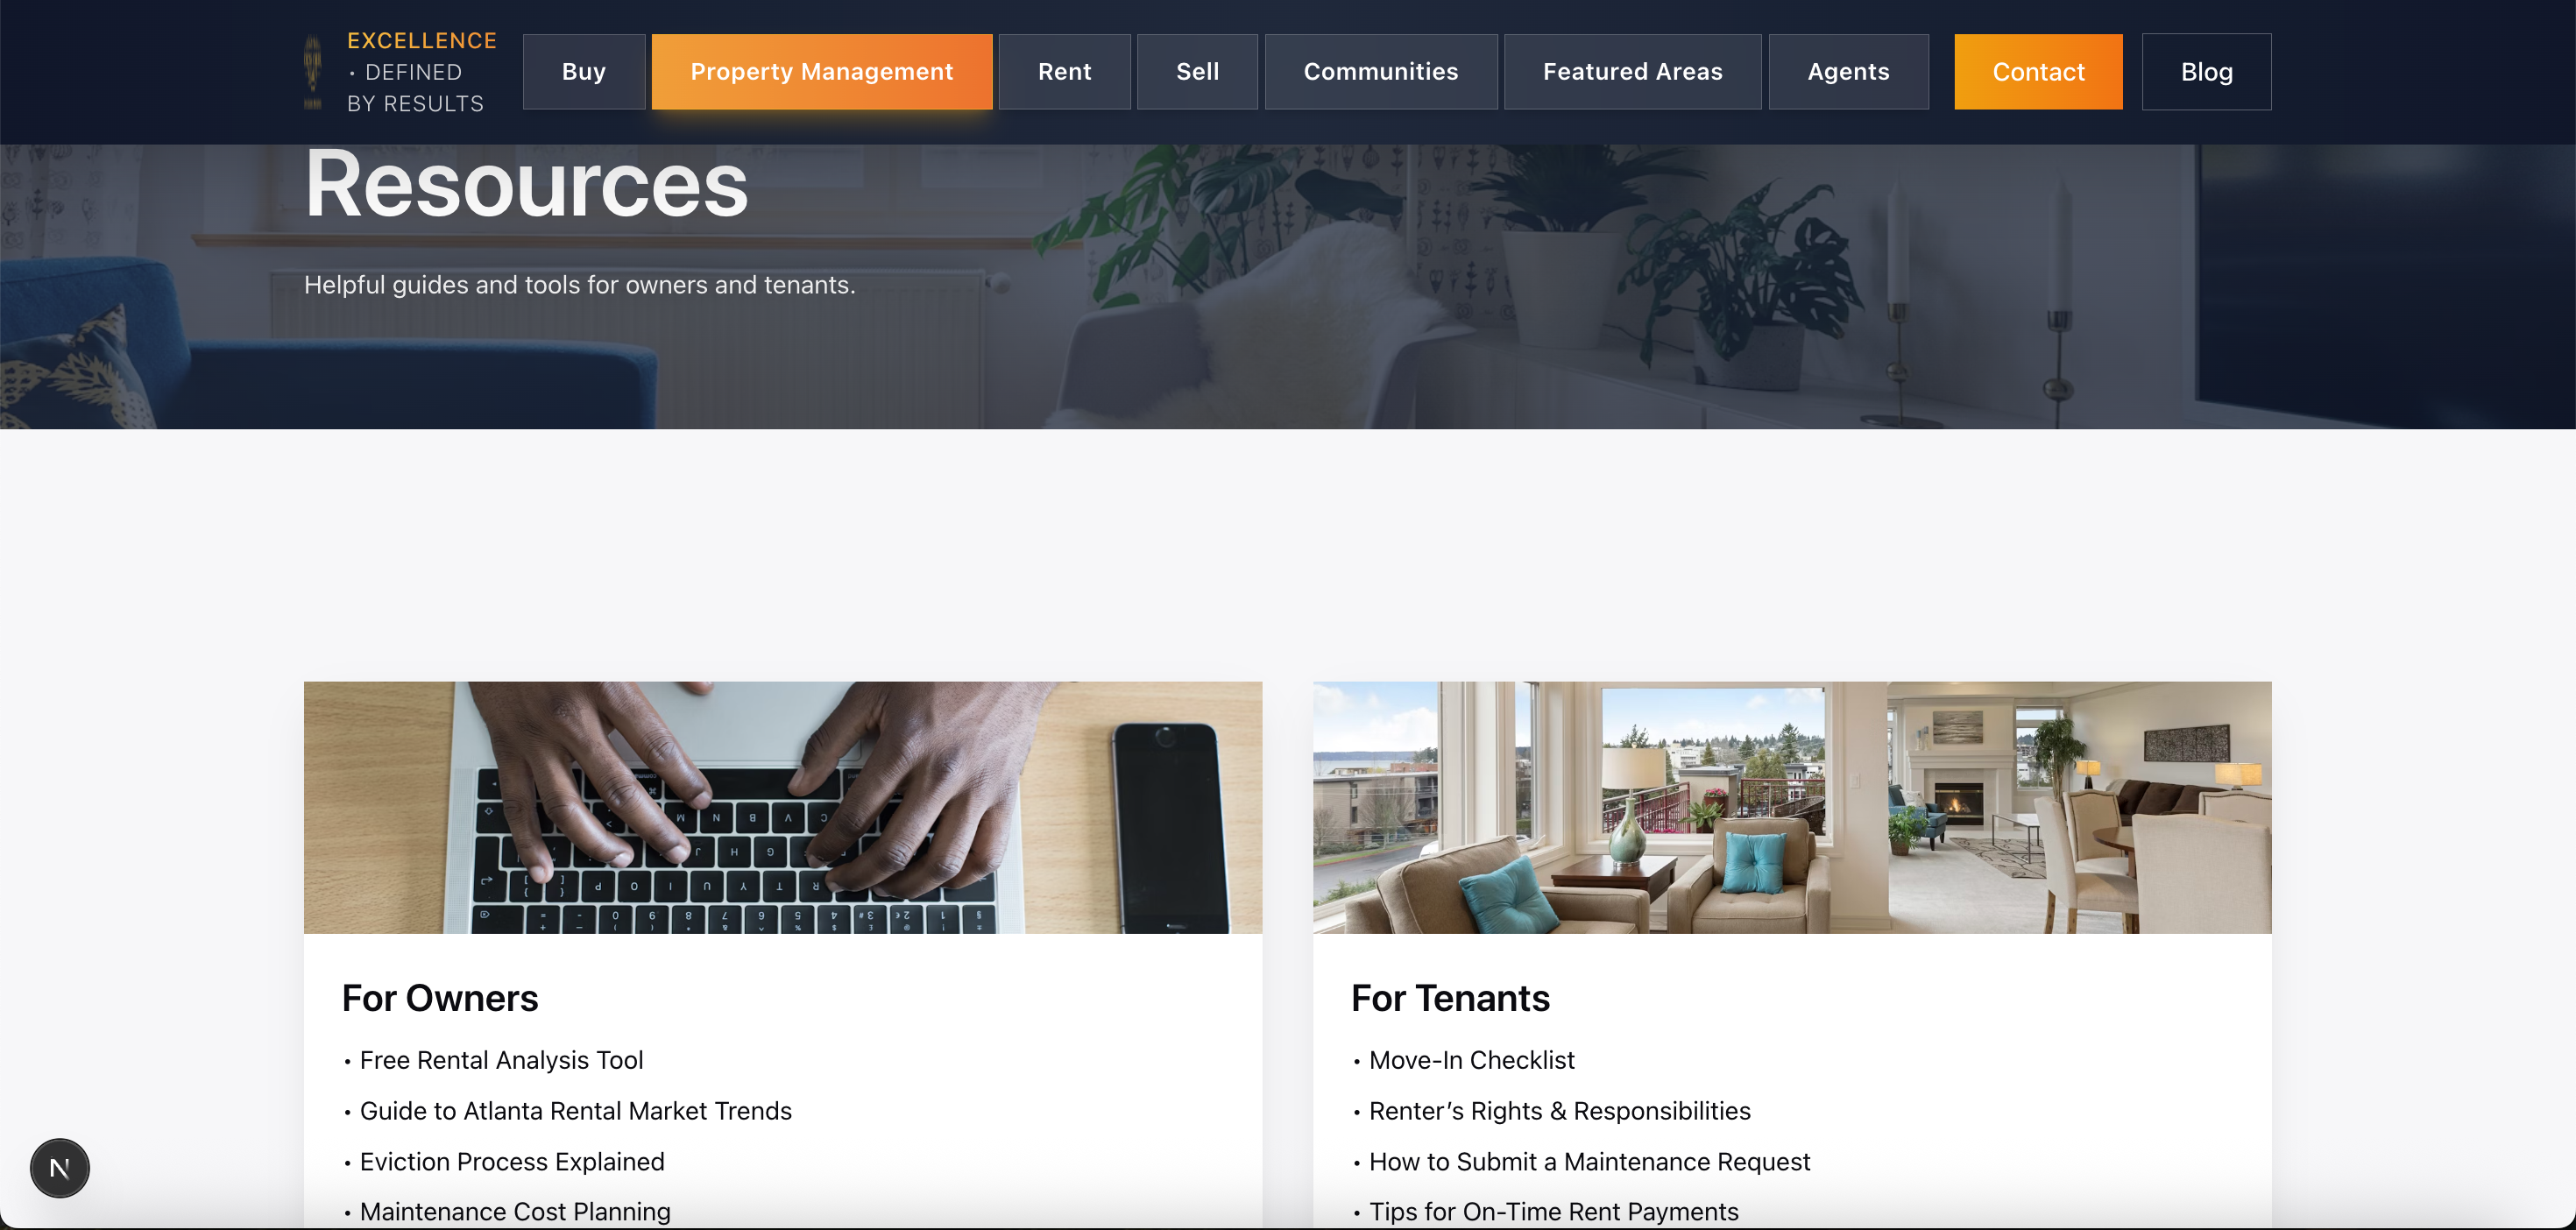 EXCELLENCE
• DEFINED
BY RESULTS
Buy
Property Management
Rent
Sell
Communities
Featured Areas
Agents
Contact
Blog
Resources
Helpful guides and tools for owners and tenants.
For Owners
• Free Rental Analysis Tool
• Guide to Atlanta Rental Market Trends
• Eviction Process Explained
• Maintenance Cost Planning
For Tenants
• Move-In Checklist
• Renter’s Rights & Responsibilities
• How to Submit a Maintenance Request
• Tips for On-Time Rent Payments
N